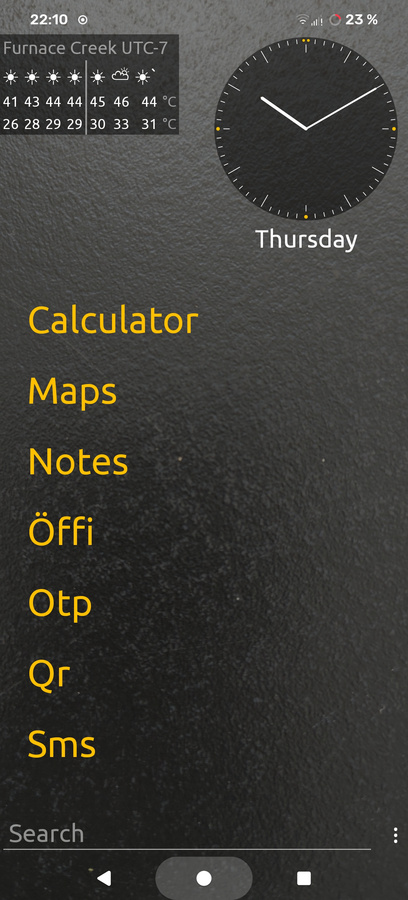 22:10 23 %
Furnace Creek UTC-7
41 43 44 44 45 46 44 °C
26 28 29 29 30 33 31 °C
Thursday
Calculator
Maps
Notes
Öffi
Otp
Qr
Sms
Search